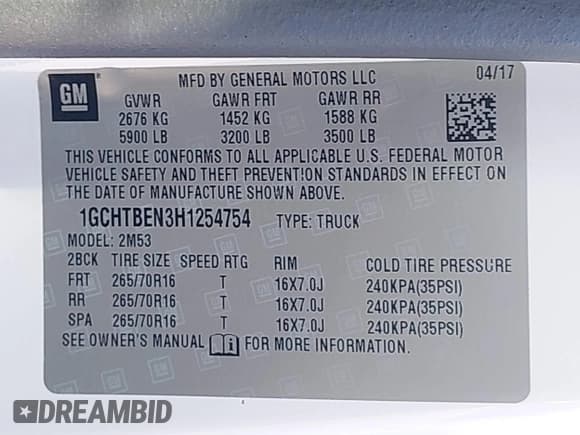 GM
MFD BY GENERAL MOTORS LLC 04/17
GVWR GAWR FRT GAWR RR
2676 KG 1452 KG 1588 KG
5900 LB 3200 LB 3500 LB
THIS VEHICLE CONFORMS TO ALL APPLICABLE U.S. FEDERAL MOTOR
VEHICLE SAFETY AND THEFT PREVENTION STANDARDS IN EFFECT ON
THE DATE OF MANUFACTURE SHOWN ABOVE.
1GCHTBEN3H1254754 TYPE: TRUCK
MODEL: 2M53
2BCK TIRE SIZE SPEED RTG RIM COLD TIRE PRESSURE
FRT 265/70R16 T 16X7.0J 240KPA(35PSI)
RR 265/70R16 T 16X7.0J 240KPA(35PSI)
SPA 265/70R16 T 16X7.0J 240KPA(35PSI)
SEE OWNER'S MANUAL i FOR MORE INFORMATION.
DREAMBID